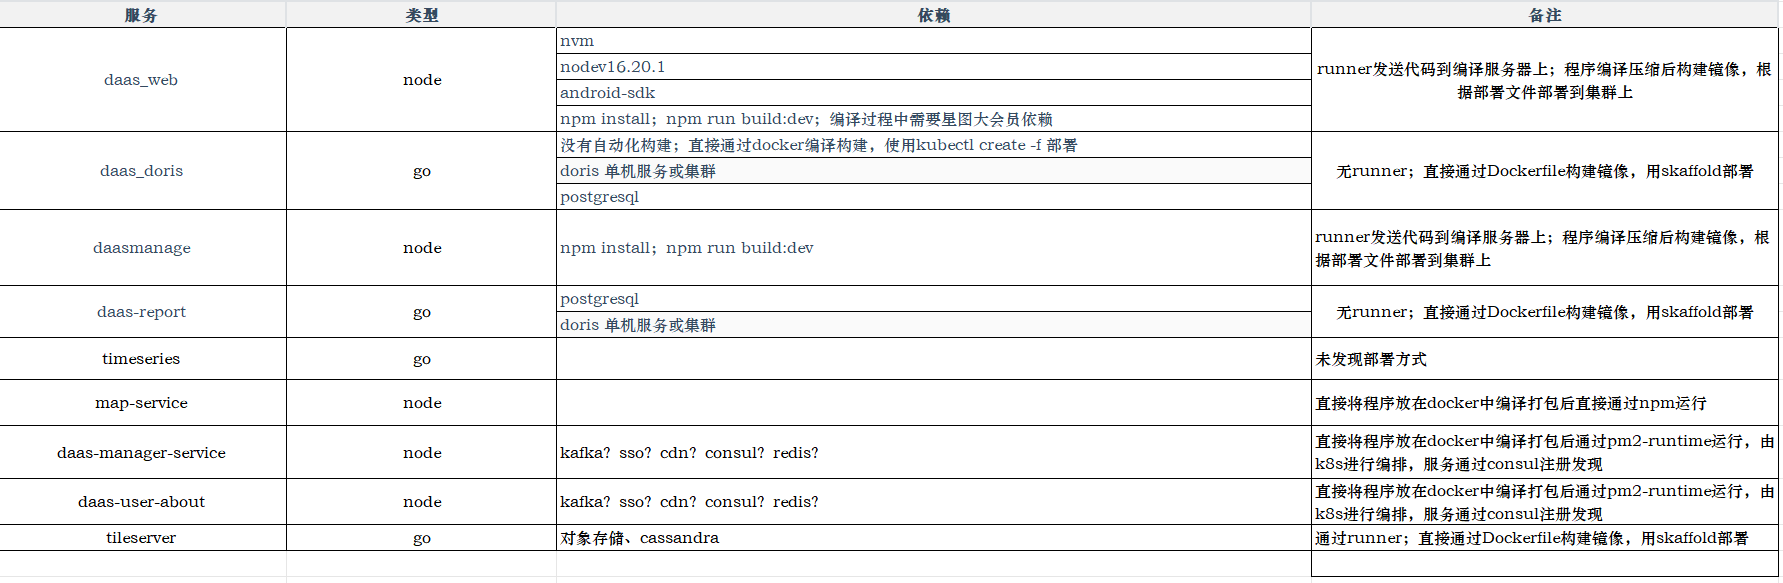 服务 类型 依赖 备注
daas_web node nvm
nodev16.20.1
android-sdk
npm install；npm run build:dev；编译过程中需要星图大会员依赖
runner发送代码到编译服务器上；程序编译压缩后构建镜像，根
据部署文件部署到集群上
daas_doris go 没有自动化构建；直接通过docker编译构建，使用kubectl create -f 部署
doris 单机服务或集群
postgresql
无runner；直接通过Dockerfile构建镜像，用skaffold部署
daasmanage node npm install；npm run build:dev
runner发送代码到编译服务器上；程序编译压缩后构建镜像，根
据部署文件部署到集群上
daas-report go postgresql
doris 单机服务或集群
无runner；直接通过Dockerfile构建镜像，用skaffold部署
timeseries go 未发现部署方式
map-service node 直接将程序放在docker中编译打包后直接通过npm运行
daas-manager-service node kafka？sso？cdn？consul？redis？
直接将程序放在docker中编译打包后通过pm2-runtime运行，由
k8s进行编排，服务通过consul注册发现
daas-user-about node kafka？sso？cdn？consul？redis？
直接将程序放在docker中编译打包后通过pm2-runtime运行，由
k8s进行编排，服务通过consul注册发现
tileserver go 对象存储、cassandra 通过runner；直接通过Dockerfile构建镜像，用skaffold部署